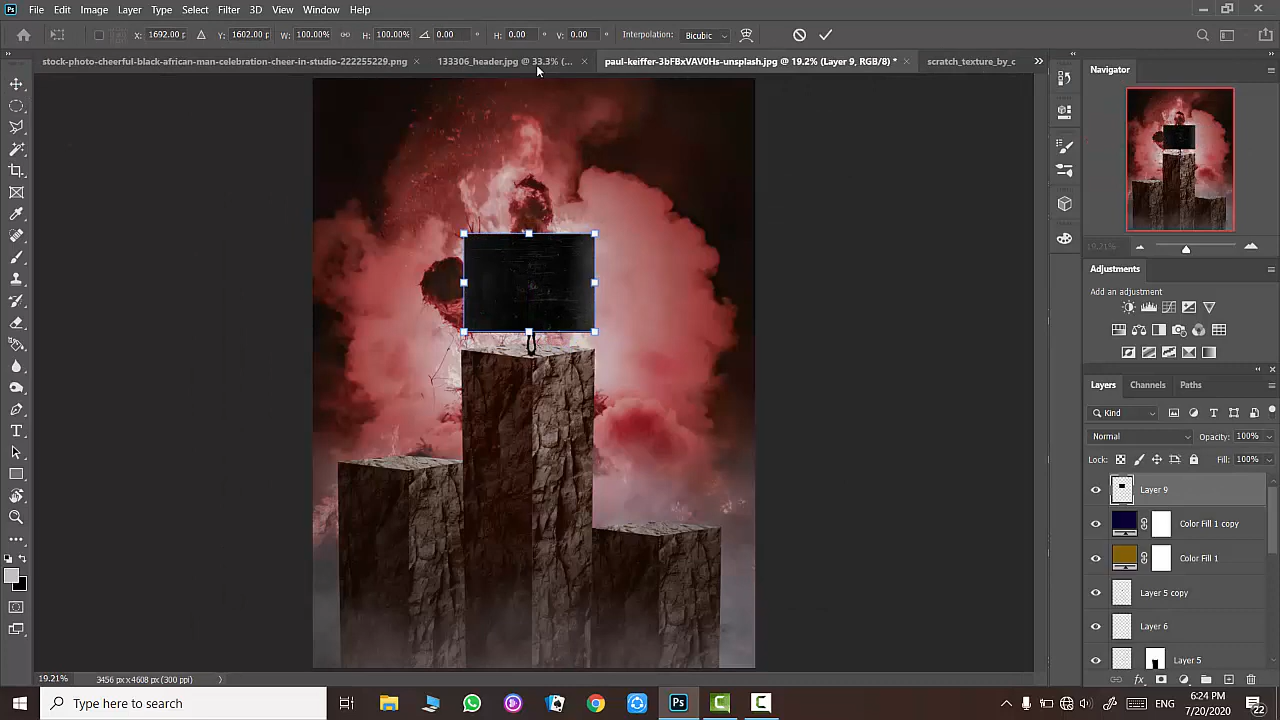 Ps File Edit Image Layer Type Select Filter 3D View Window Help
X: 1692.00 p Y: 1602.00 p W: 100.00% H: 100.00% 0.00 ° H: 0.00 ° V: 0.00 ° Interpolation: Bicubic
stock-photo-cheerful-black-african-man-celebration-cheer-in-studio-222255229.png × 133306_header.jpg @ 33.3% (... × paul-keiffer-3bFBxVAV0Hs-unsplash.jpg @ 19.2% (Layer 9, RGB/8) * × scratch_texture_by_c »
Navigator
19.21%
Adjustments
Add an adjustment
Layers Channels Paths
Kind
Normal Opacity: 100%
Lock: Fill: 100%
Layer 9
Color Fill 1 copy
Color Fill 1
Layer 5 copy
Layer 6
Layer 5
19.21% 3456 px x 4608 px (300 ppi)
Type here to search
Ps
ENG
6:24 PM
7/20/2020
22